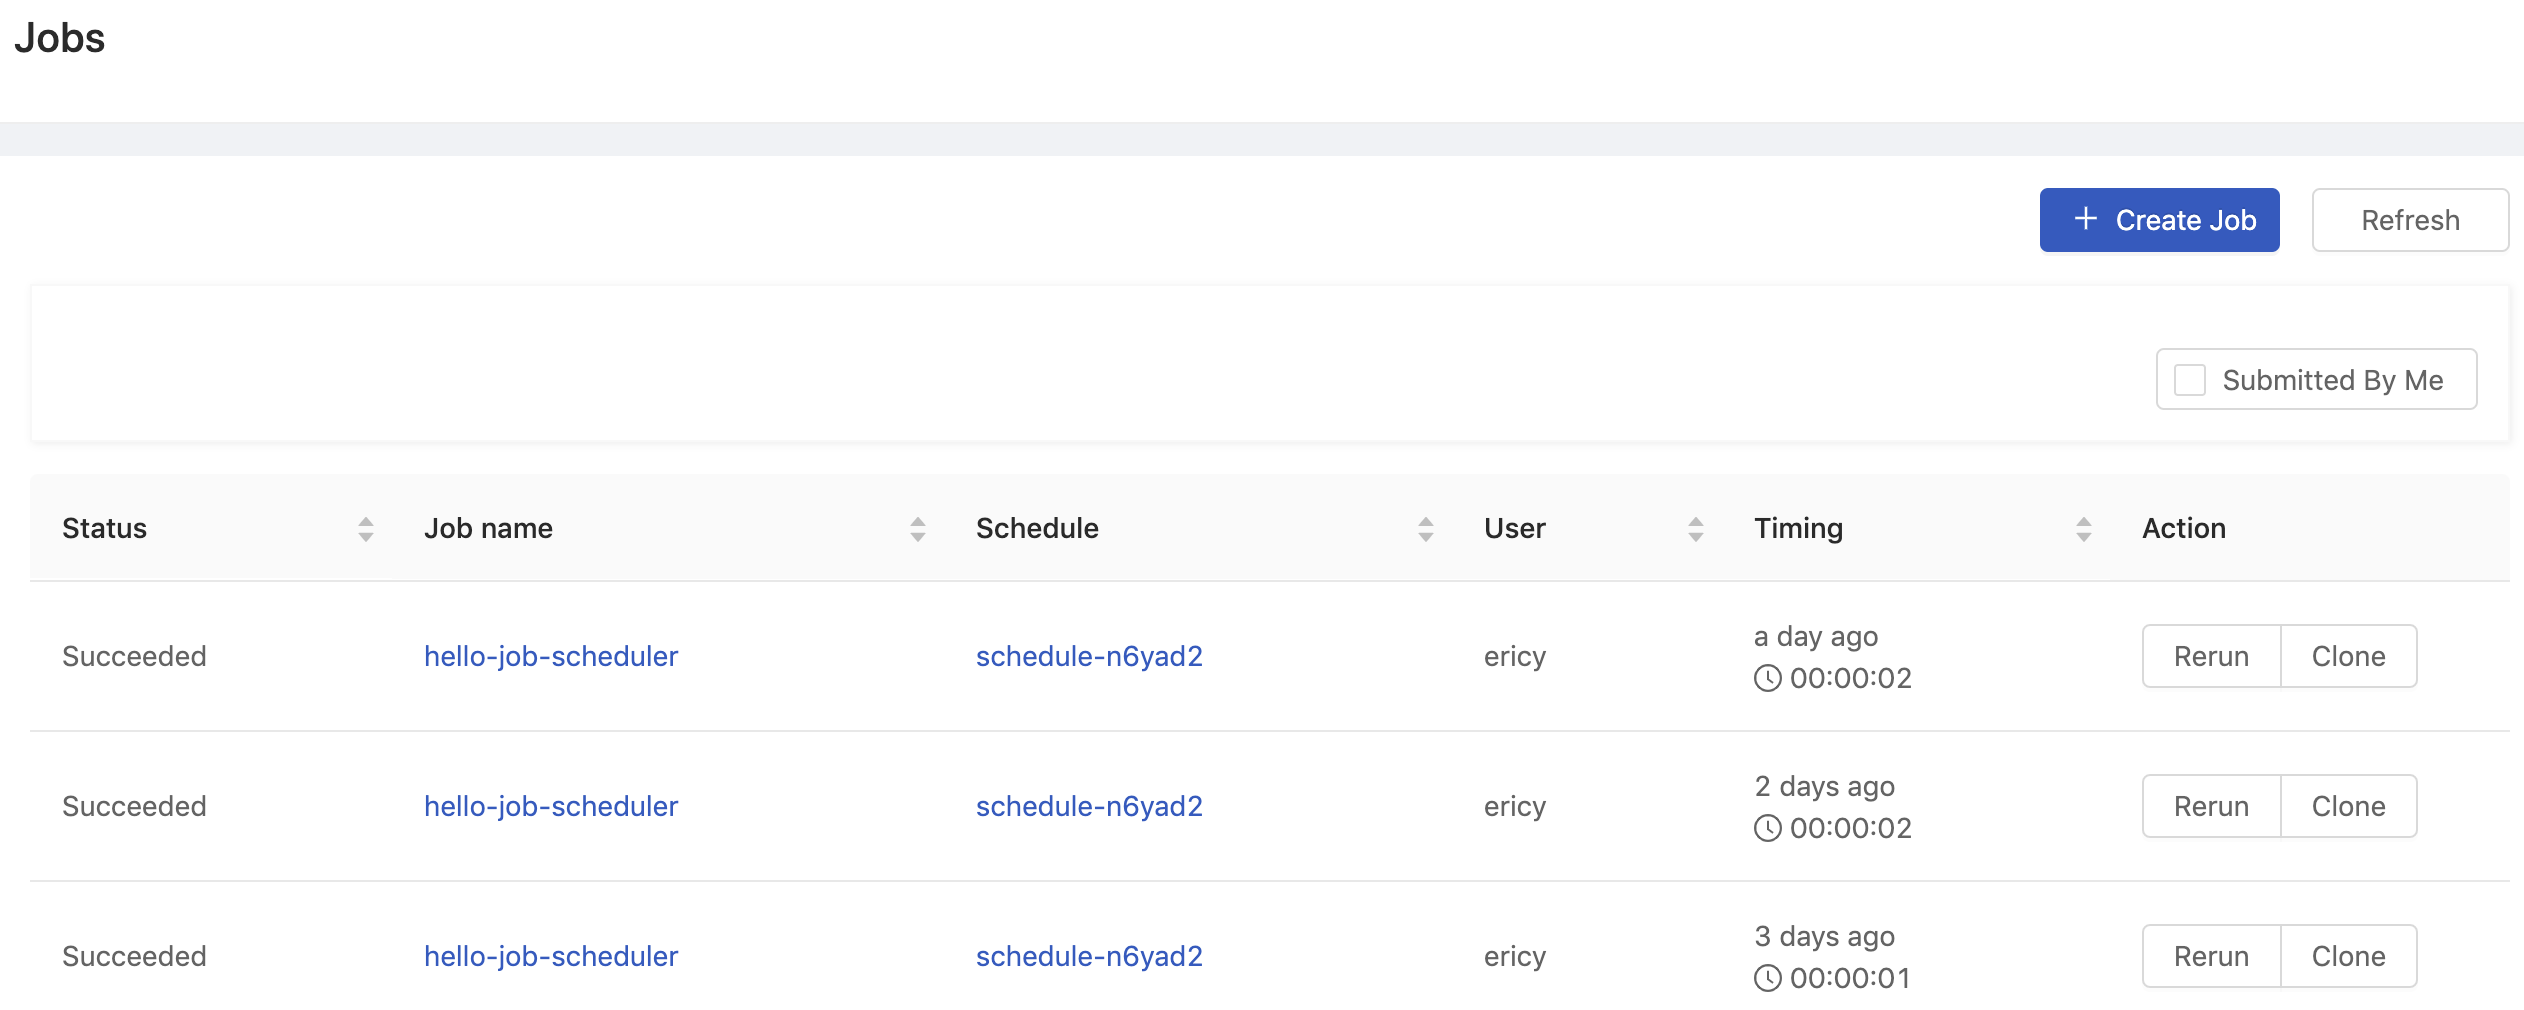 Jobs
+ Create Job Refresh
Submitted By Me
Status Job name Schedule User Timing Action
Succeeded hello-job-scheduler schedule-n6yad2 ericy a day ago Rerun Clone
00:00:02
Succeeded hello-job-scheduler schedule-n6yad2 ericy 2 days ago Rerun Clone
00:00:02
Succeeded hello-job-scheduler schedule-n6yad2 ericy 3 days ago Rerun Clone
00:00:01